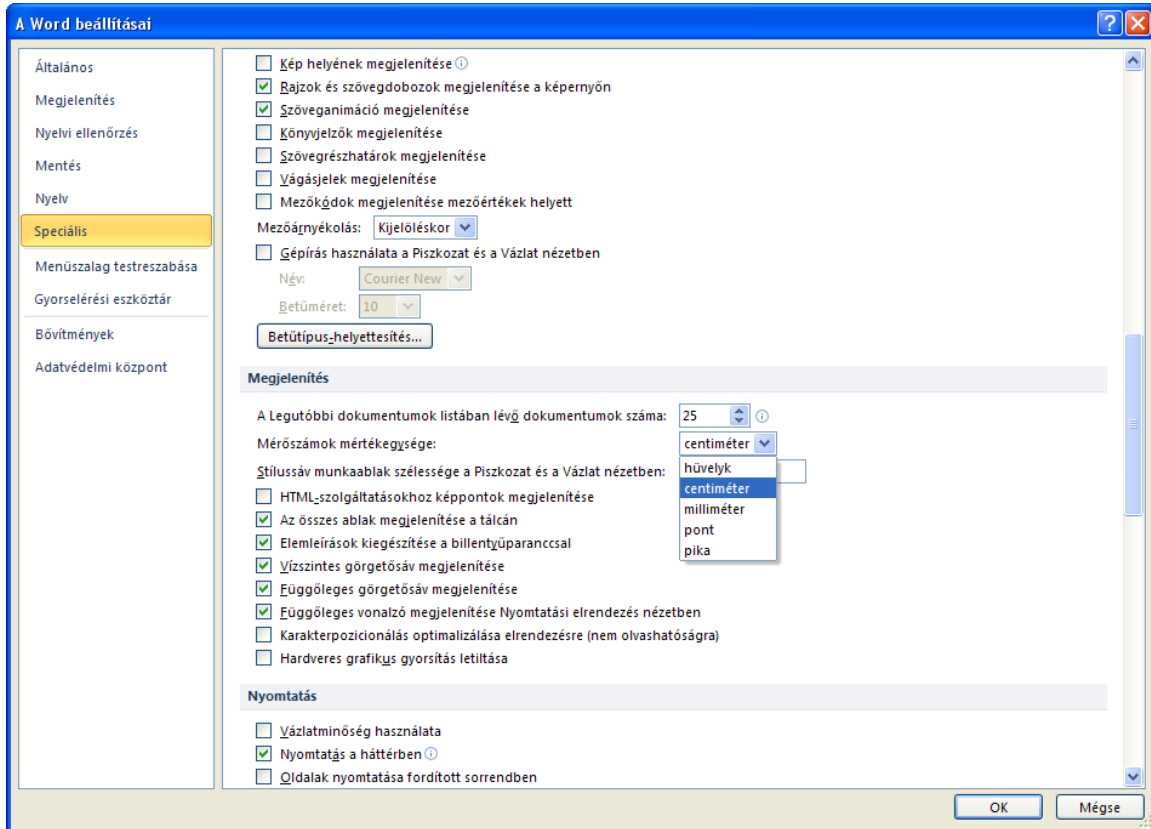 A Word beállításai
Általános
Megjelenítés
Nyelvi ellenőrzés
Mentés
Nyelv
Speciális
Menüszalag testreszabása
Gyorselérési eszköztár
Bővítmények
Adatvédelmi központ
Kép helyének megjelenítése
Rajzok és szövegdobozok megjelenítése a képernyőn
Szöveganimáció megjelenítése
Könyvjelzők megjelenítése
Szövegrészhatárok megjelenítése
Vágásjelek megjelenítése
Mezőkódok megjelenítése mezőértékek helyett
Mezőárnyékolás: Kijelöléskor
Gépírás használata a Piszkozat és a Vázlat nézetben
Név: Courier New
Betűméret: 10
Betűtípus-helyettesítés...
Megjelenítés
A Legutóbbi dokumentumok listában lévő dokumentumok száma: 25
Mérőszámok mértékegysége: centiméter
Stílussáv munkaablak szélessége a Piszkozat és a Vázlat nézetben:
hüvelyk
centiméter
milliméter
pont
pika
HTML-szolgáltatásokhoz képpontok megjelenítése
Az összes ablak megjelenítése a tálcán
Elemleírások kiegészítése a billentyűparanccsal
Vízszintes görgetősáv megjelenítése
Függőleges görgetősáv megjelenítése
Függőleges vonalzó megjelenítése Nyomtatási elrendezés nézetben
Karakterpozicionálás optimalizálása elrendezésre (nem olvashatóságra)
Hardveres grafikus gyorsítás letiltása
Nyomtatás
Vázlatminőség használata
Nyomtatás a háttérben
Oldalak nyomtatása fordított sorrendben
OK Mégse